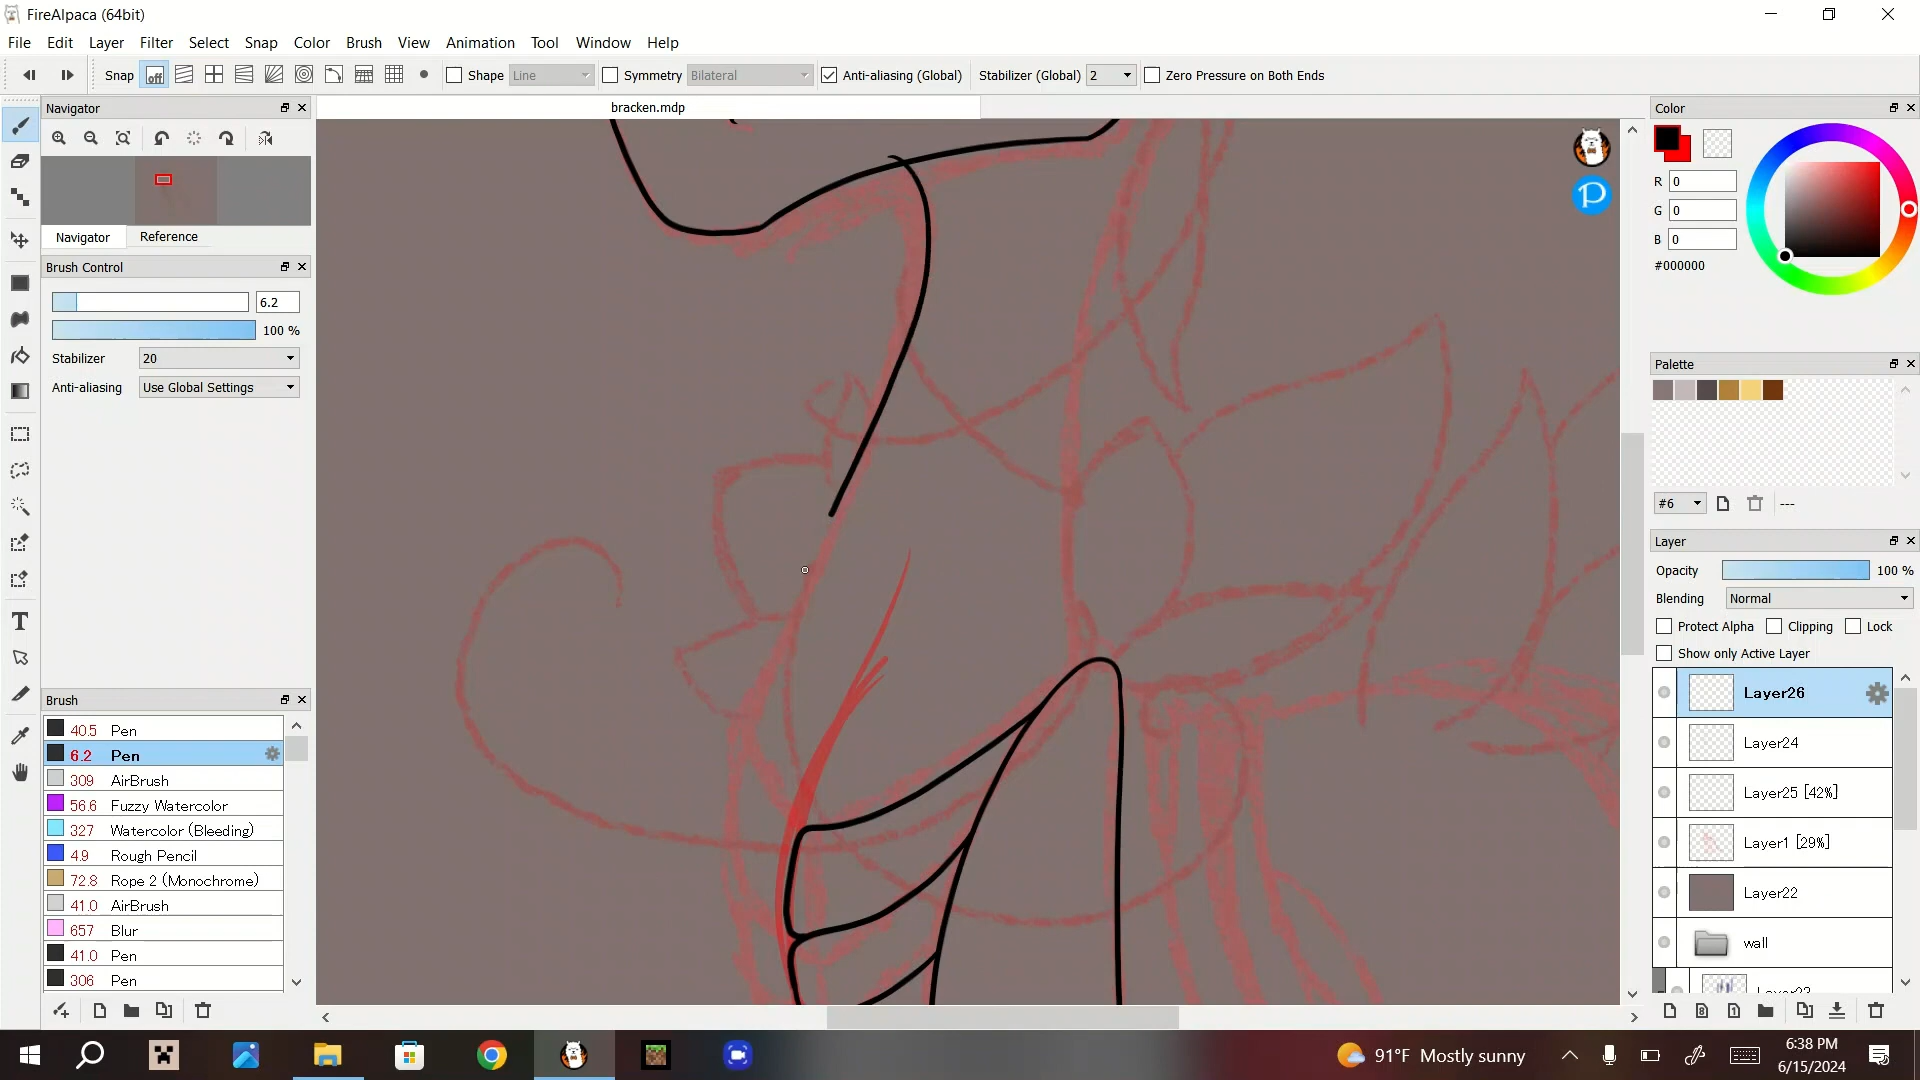 FireAlpaca (64bit)
File Edit Layer Filter Select Snap Color Brush View Animation Tool Window Help
Snap off Shape Line Symmetry Bilateral Anti-aliasing (Global) Stabilizer (Global) 2 Zero Pressure on Both Ends
Navigator
bracken.mdp
Navigator Reference
Brush Control
6.2
100 %
Stabilizer 20
Anti-aliasing Use Global Settings
Brush
40.5 Pen
6.2 Pen
309 AirBrush
56.6 Fuzzy Watercolor
327 Watercolor (Bleeding)
4.9 Rough Pencil
72.8 Rope 2 (Monochrome)
41.0 AirBrush
657 Blur
41.0 Pen
306 Pen
Color
R 0
G 0
B 0
#000000
Palette
#6 ---
Layer
Opacity 100 %
Blending Normal
Protect Alpha Clipping Lock
Show only Active Layer
Layer26
Layer24
Layer25 [42%]
Layer1 [29%]
Layer22
wall
Layer23
91°F Mostly sunny
6:38 PM
6/15/2024